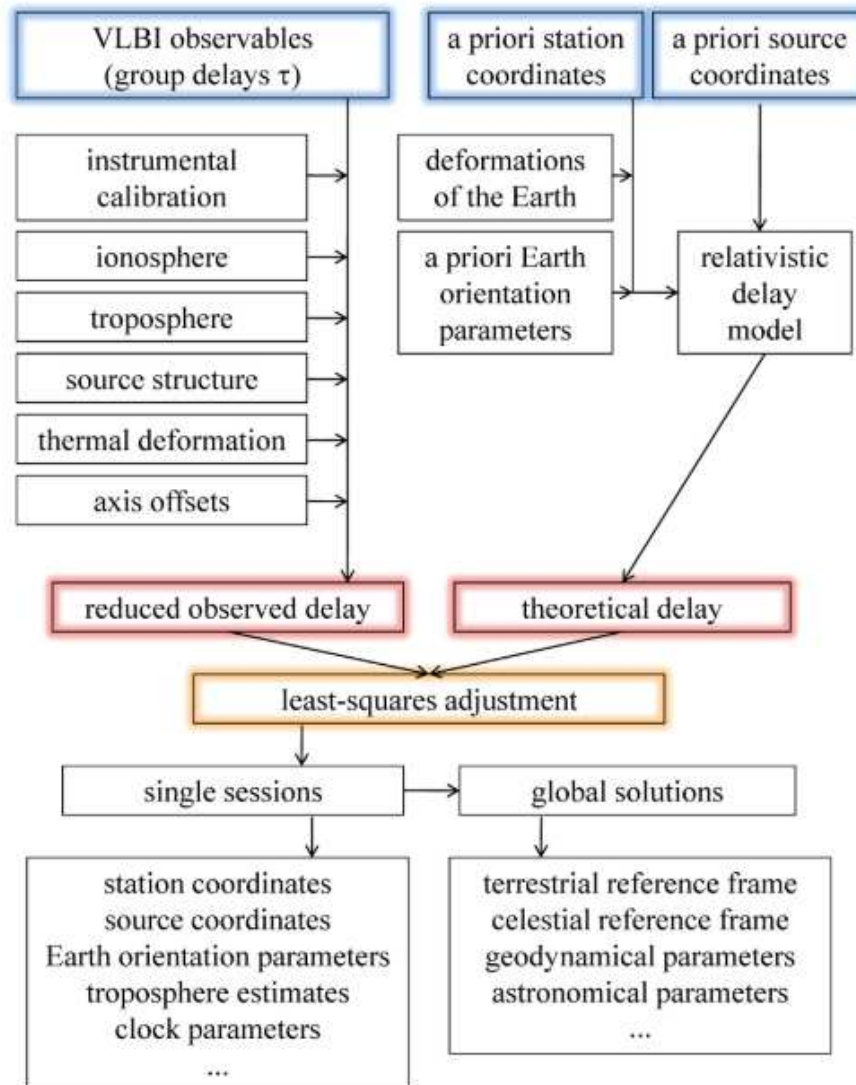 VLBI observables
(group delays τ)
a priori station
coordinates
a priori source
coordinates
instrumental
calibration
ionosphere
troposphere
source structure
thermal deformation
axis offsets
deformations
of the Earth
a priori Earth
orientation
parameters
relativistic
delay
model
reduced observed delay
theoretical delay
least-squares adjustment
single sessions
global solutions
station coordinates
source coordinates
Earth orientation parameters
troposphere estimates
clock parameters
...
terrestrial reference frame
celestial reference frame
geodynamical parameters
astronomical parameters
...